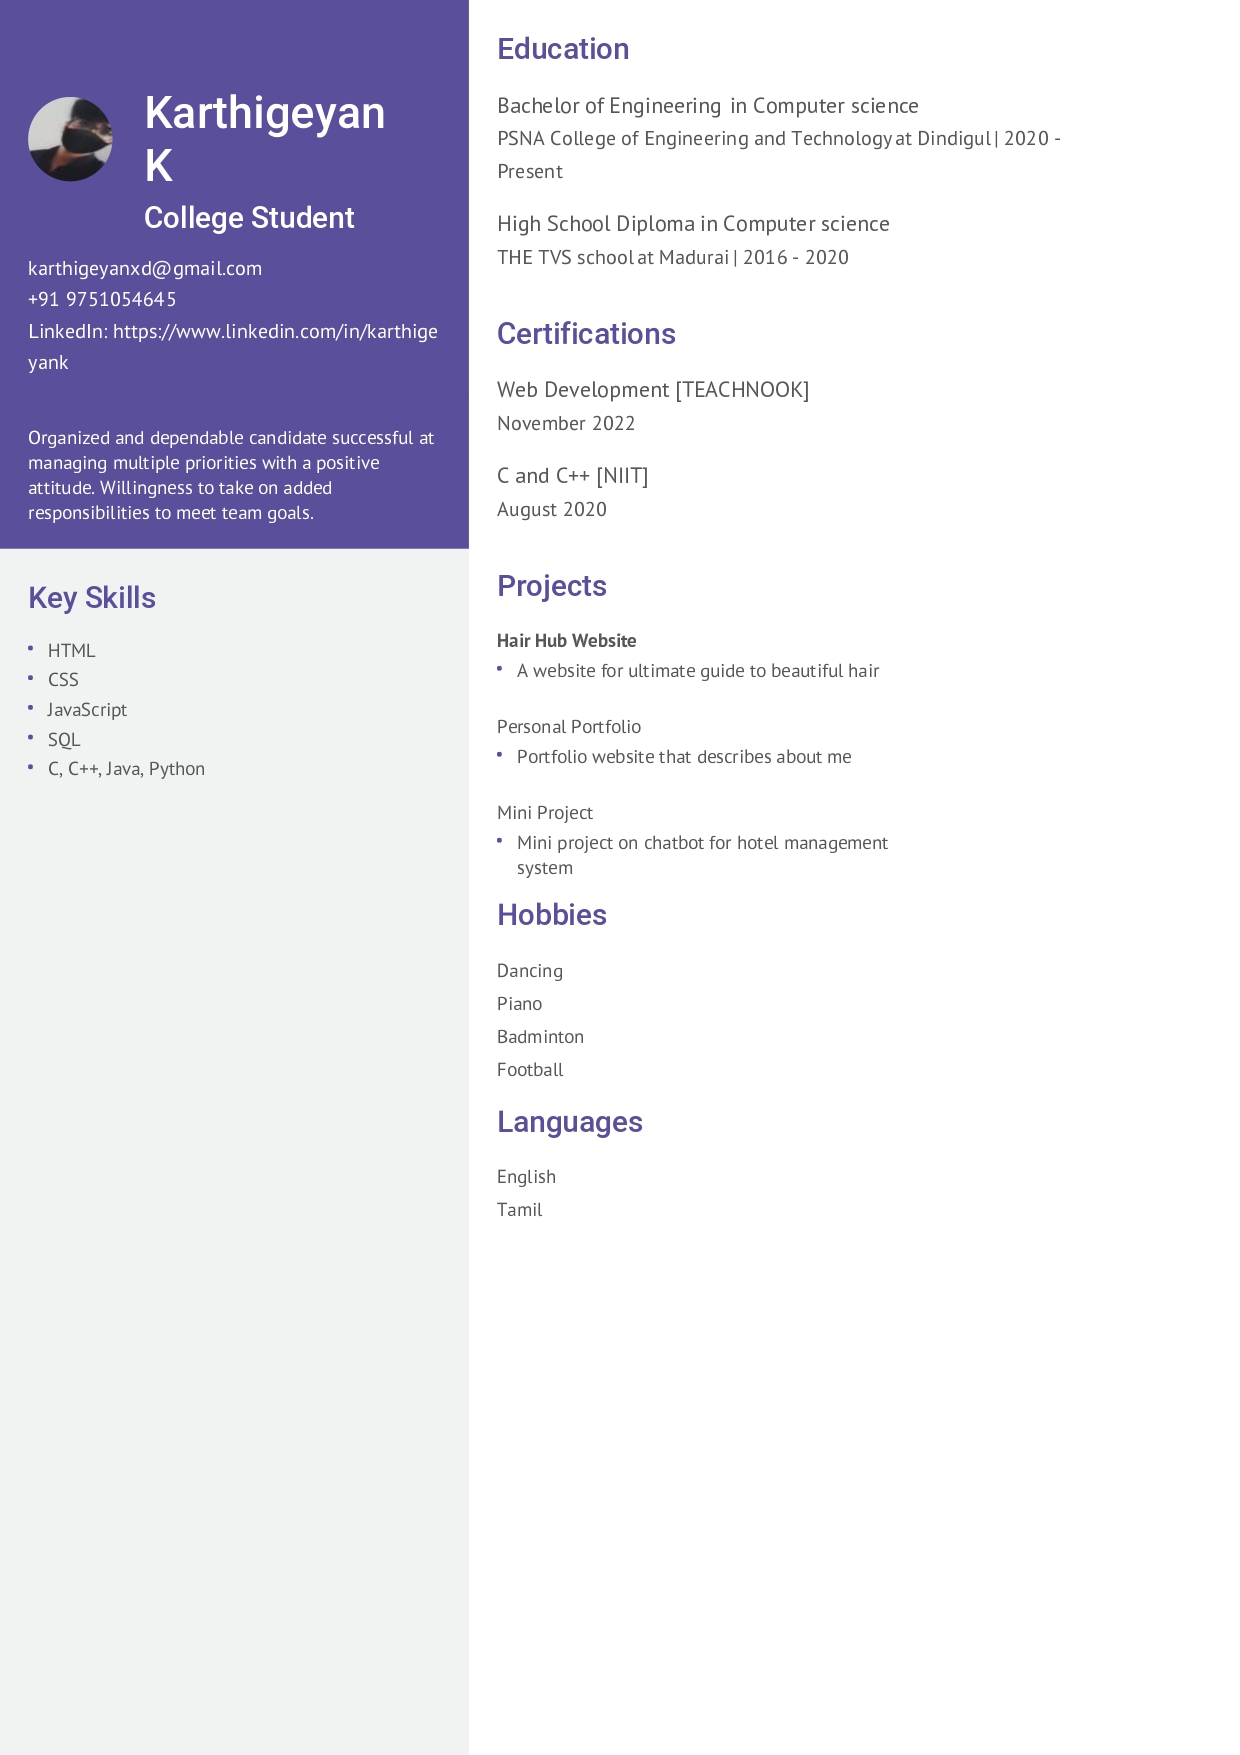 Karthigeyan
K
College Student
karthigeyanxd@gmail.com
+91 9751054645
LinkedIn: https://www.linkedin.com/in/karthige
yank
Organized and dependable candidate successful at
managing multiple priorities with a positive
attitude. Willingness to take on added
responsibilities to meet team goals.
Key Skills
• HTML
• CSS
• JavaScript
• SQL
• C, C++, Java, Python
Education
Bachelor of Engineering in Computer science
PSNA College of Engineering and Technology at Dindigul | 2020 -
Present
High School Diploma in Computer science
THE TVS school at Madurai | 2016 - 2020
Certifications
Web Development [TEACHNOOK]
November 2022
C and C++ [NIIT]
August 2020
Projects
Hair Hub Website
• A website for ultimate guide to beautiful hair
Personal Portfolio
• Portfolio website that describes about me
Mini Project
• Mini project on chatbot for hotel management
system
Hobbies
Dancing
Piano
Badminton
Football
Languages
English
Tamil